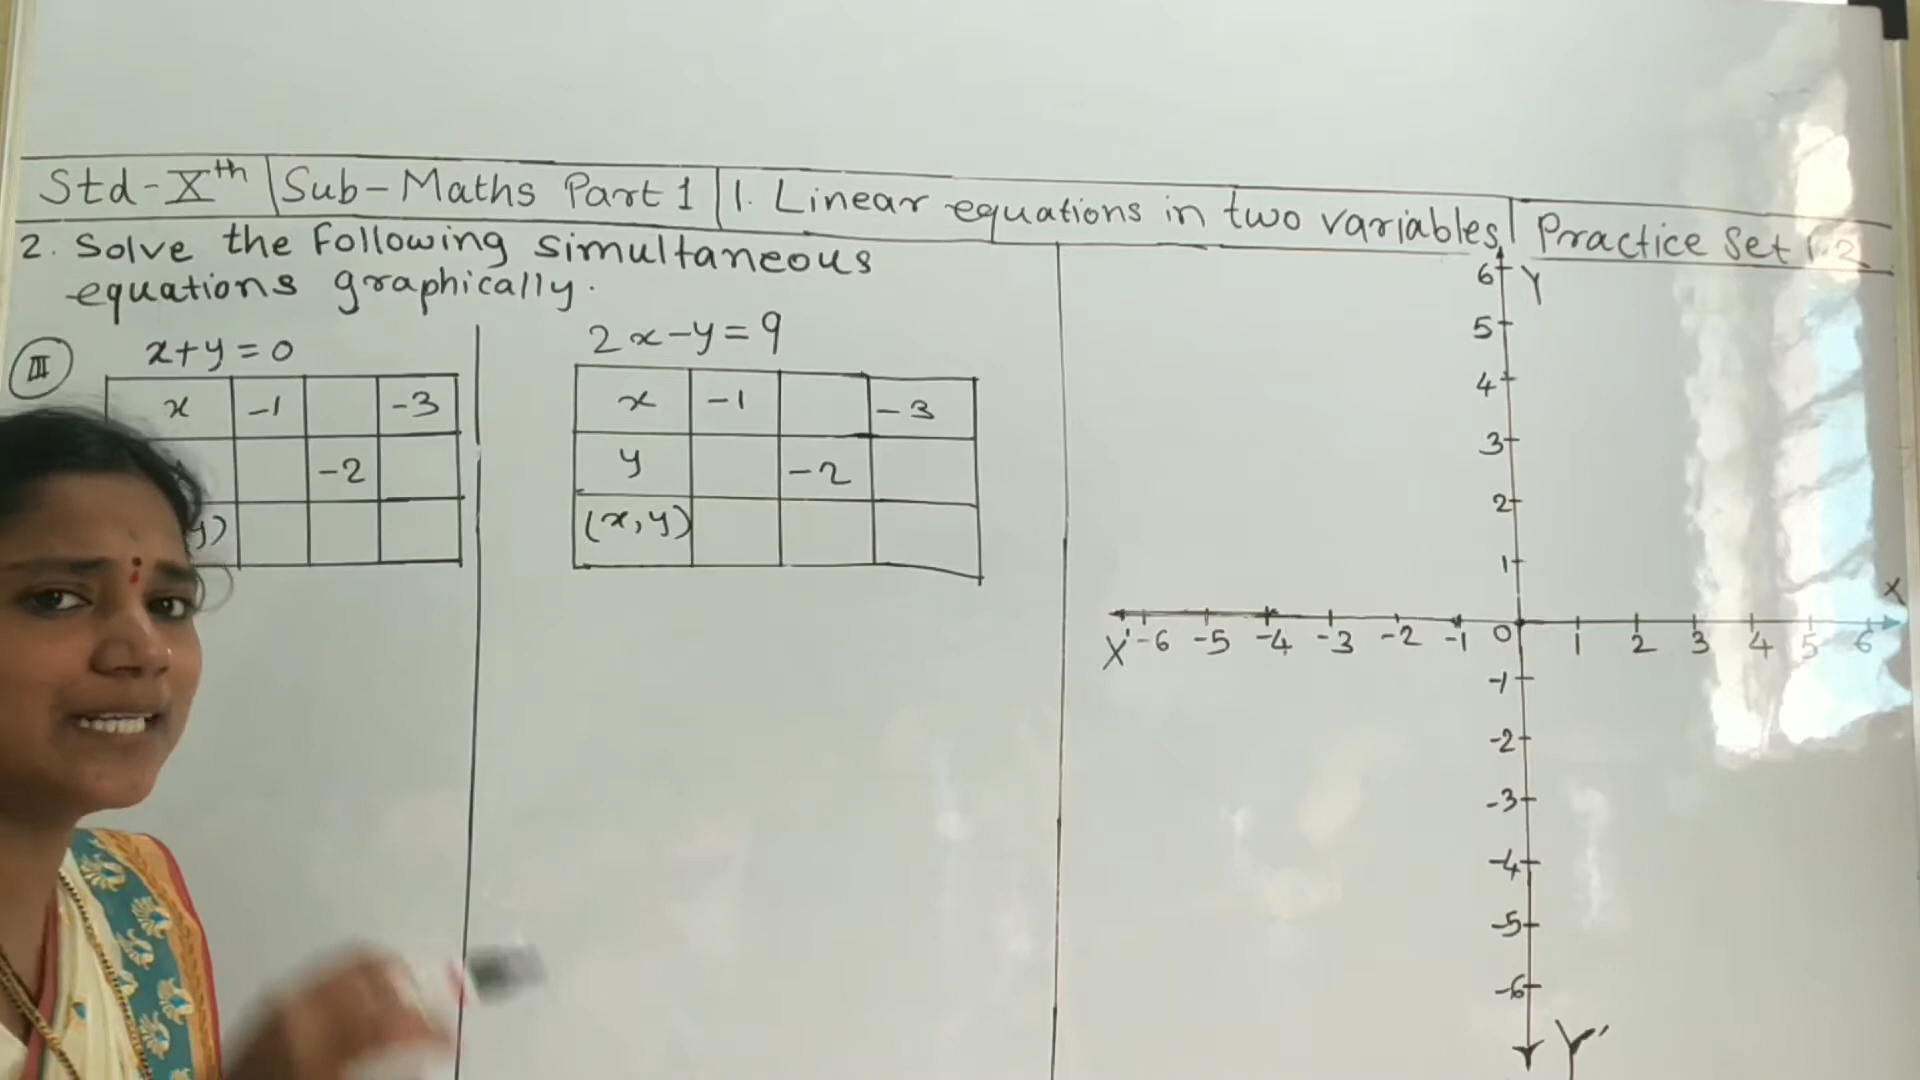 Std-Xth Sub-Maths Part 1 1. Linear equations in two variables Practice Set 1.2
2. Solve the Following simultaneous
equations graphically.
III x+y=0
x -1 -3
-2
y)
2x-y=9
x -1 -3
y -2
(x,y)
Y
6
5
4
3
2
1
X' -6 -5 -4 -3 -2 -1 0 1 2 3 4 5 6 X
-1
-2
-3
-4
-5
-6
Y'